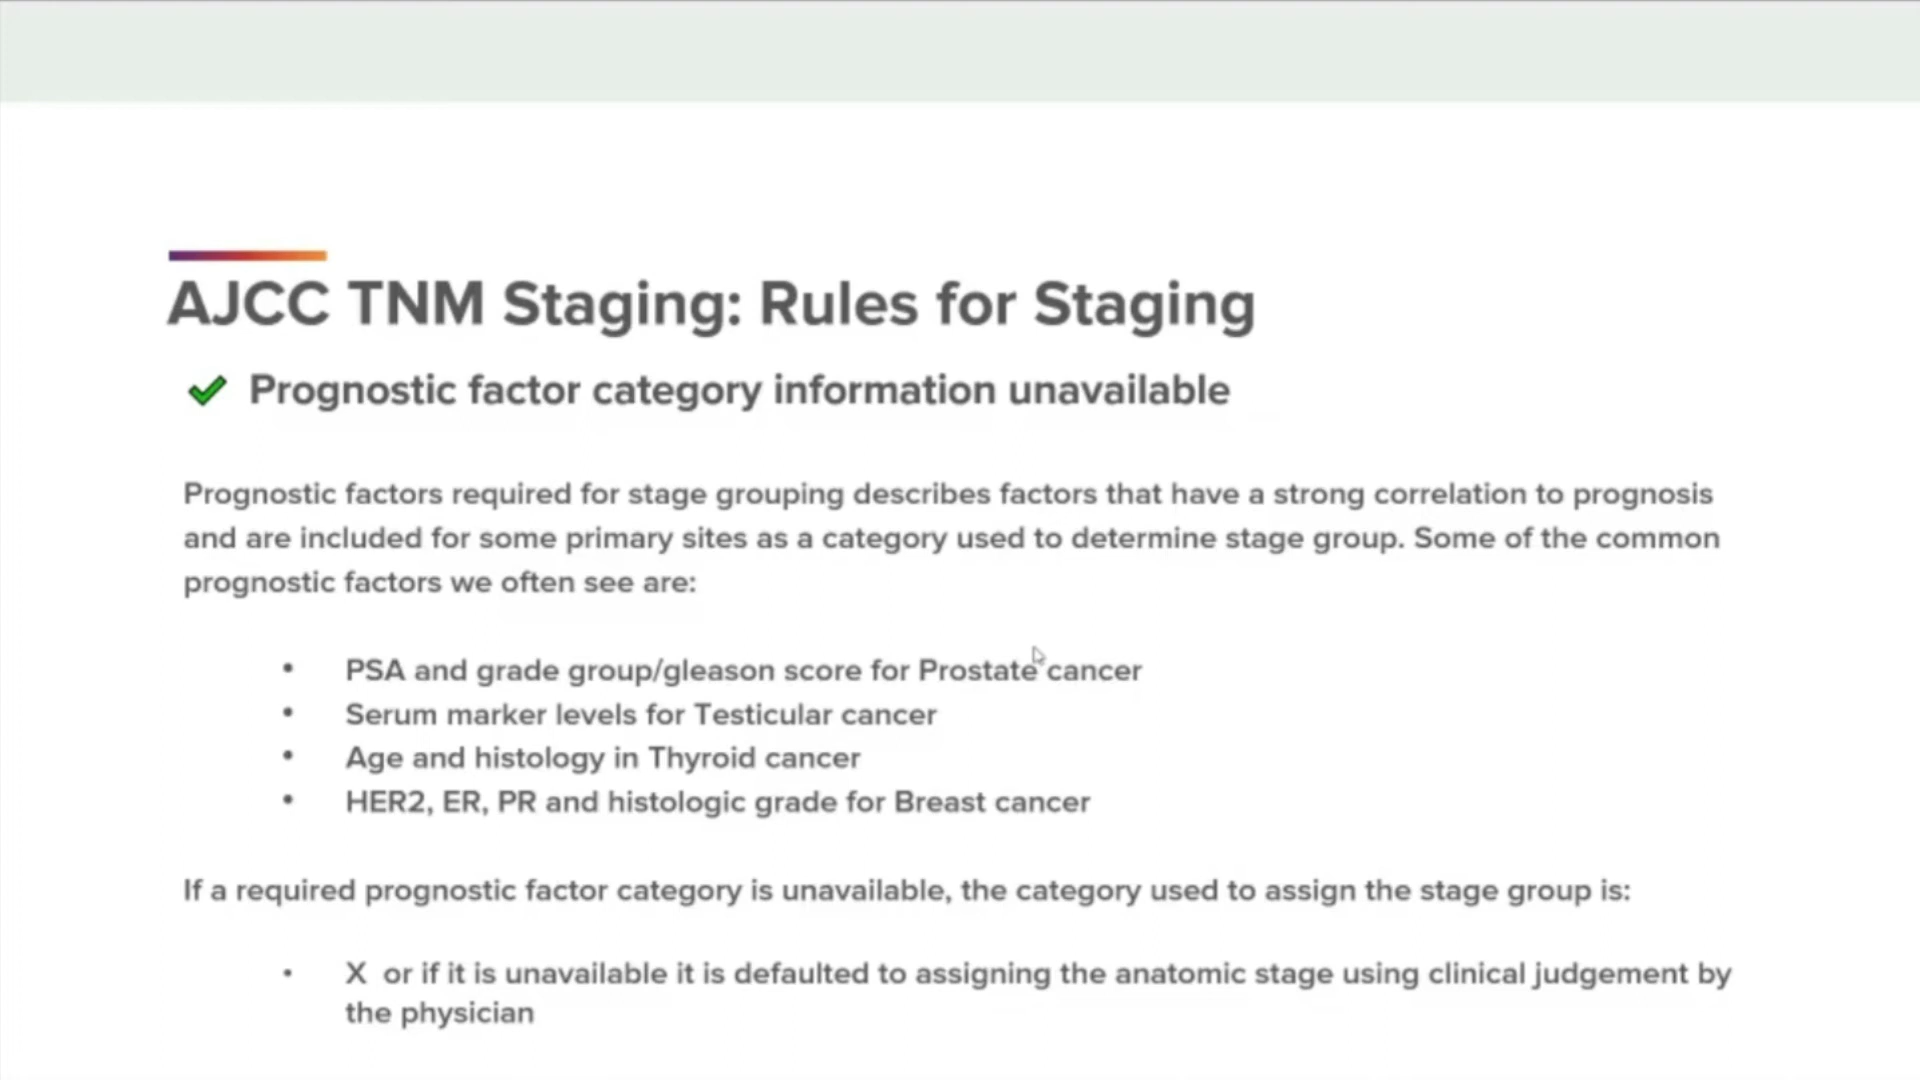 AJCC TNM Staging: Rules for Staging
Prognostic factor category information unavailable
Prognostic factors required for stage grouping describes factors that have a strong correlation to prognosis
and are included for some primary sites as a category used to determine stage group. Some of the common
prognostic factors we often see are:
• PSA and grade group/gleason score for Prostate cancer
• Serum marker levels for Testicular cancer
• Age and histology in Thyroid cancer
• HER2, ER, PR and histologic grade for Breast cancer
If a required prognostic factor category is unavailable, the category used to assign the stage group is:
• X or if it is unavailable it is defaulted to assigning the anatomic stage using clinical judgement by
the physician